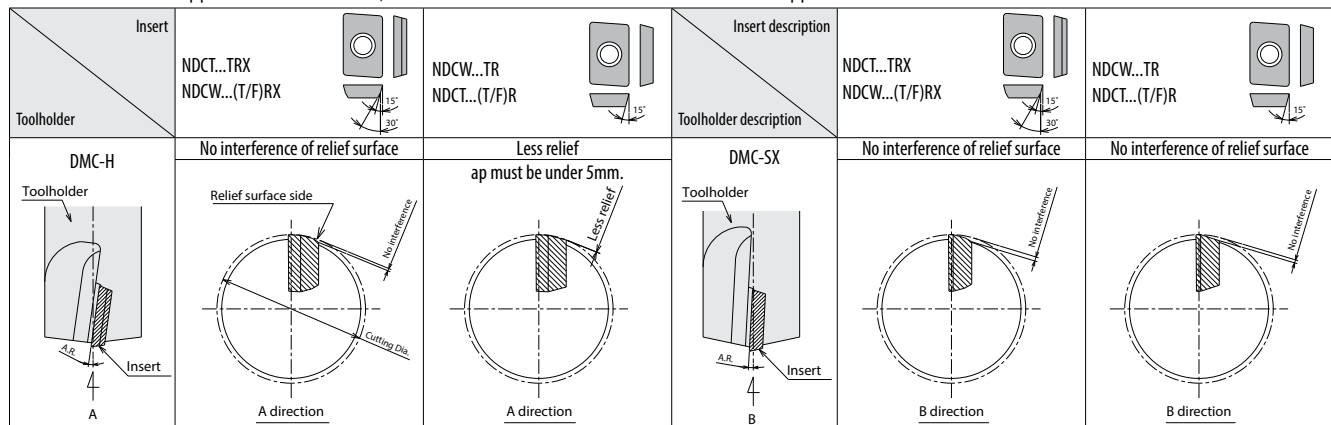 Insert
Toolholder
NDCT...TRX
NDCW...(T/F)RX
15°
30°
NDCW...TR
NDCT...(T/F)R
15°
Insert description
Toolholder description
NDCT...TRX
NDCW...(T/F)RX
15°
30°
NDCW...TR
NDCT...(T/F)R
15°
DMC-H
Toolholder
A.R.
Insert
A
No interference of relief surface
Relief surface side
No interference
Cutting Dia.
A direction
Less relief
ap must be under 5mm.
Less relief
A direction
DMC-SX
Toolholder
A.R.
Insert
B
No interference of relief surface
No interference
B direction
No interference of relief surface
No interference
B direction